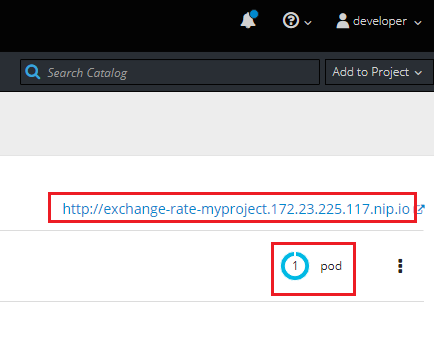 developer
Search Catalog
Add to Project
http://exchange-rate-myproject.172.23.225.117.nip.io
1 pod